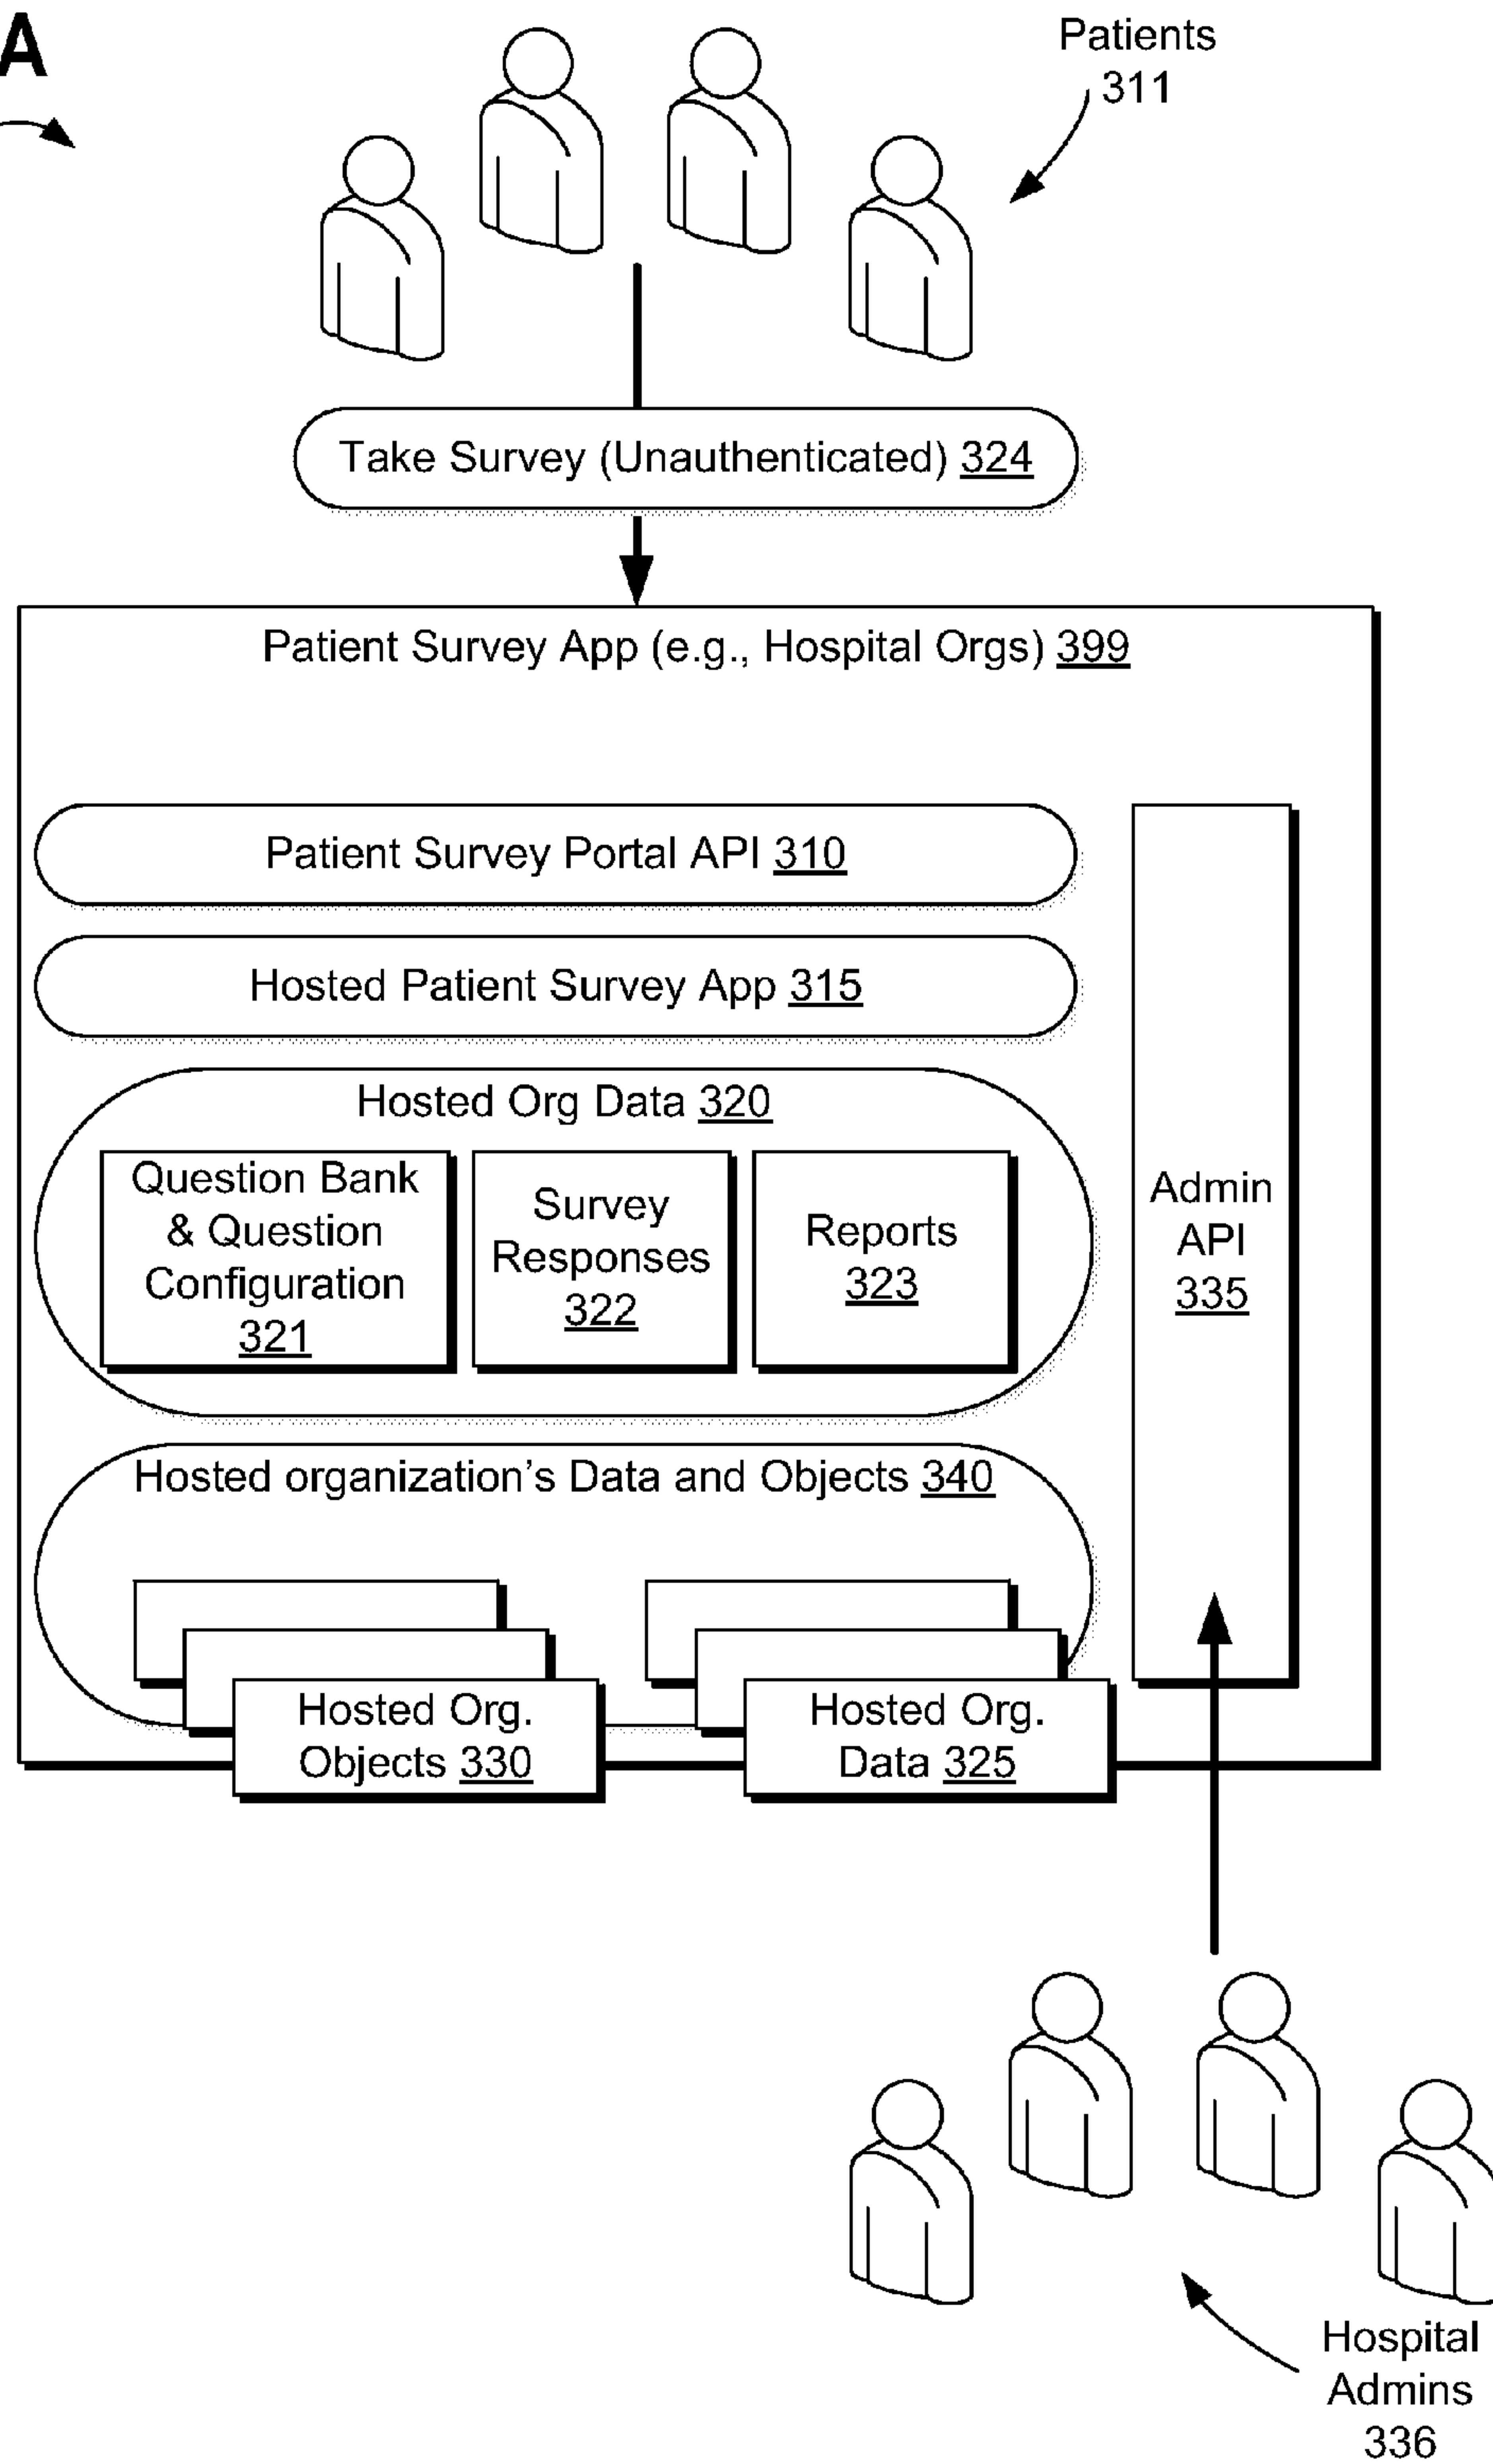 A
Patients
311
Take Survey (Unauthenticated) 324
Patient Survey App (e.g., Hospital Orgs) 399
Patient Survey Portal API 310
Hosted Patient Survey App 315
Hosted Org Data 320
Question Bank
& Question
Configuration
321
Survey
Responses
322
Reports
323
Admin
API
335
Hosted organization's Data and Objects 340
Hosted Org.
Objects 330
Hosted Org.
Data 325
Hospital
Admins
336